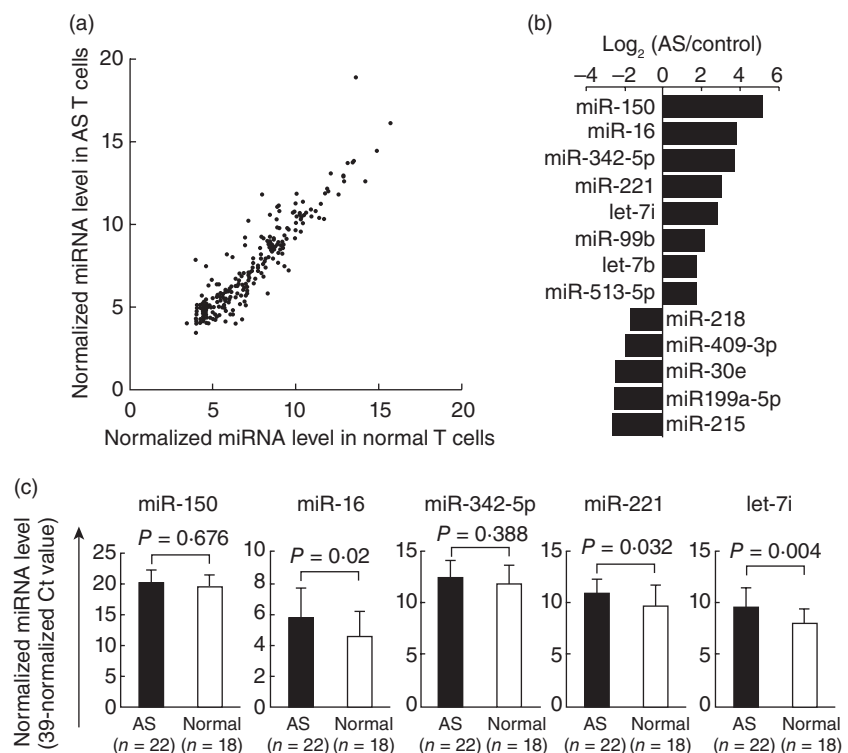 (a)
Normalized miRNA level in AS T cells
20
15
10
5
0
0 5 10 15 20
Normalized miRNA level in normal T cells
(b)
Log2 (AS/control)
–4 –2 0 2 4 6
miR-150
miR-16
miR-342-5p
miR-221
let-7i
miR-99b
let-7b
miR-513-5p
miR-218
miR-409-3p
miR-30e
miR199a-5p
miR-215
(c)
Normalized miRNA level
(39-normalized Ct value)
miR-150
P = 0·676
25
20
15
10
5
0
AS Normal
(n = 22) (n = 18)
miR-16
P = 0·02
10
8
6
4
2
0
AS Normal
(n = 22) (n = 18)
miR-342-5p
P = 0·388
15
10
5
0
AS Normal
(n = 22) (n = 18)
miR-221
P = 0·032
15
10
5
0
AS Normal
(n = 22) (n = 18)
let-7i
P = 0·004
15
10
5
0
AS Normal
(n = 22) (n = 18)